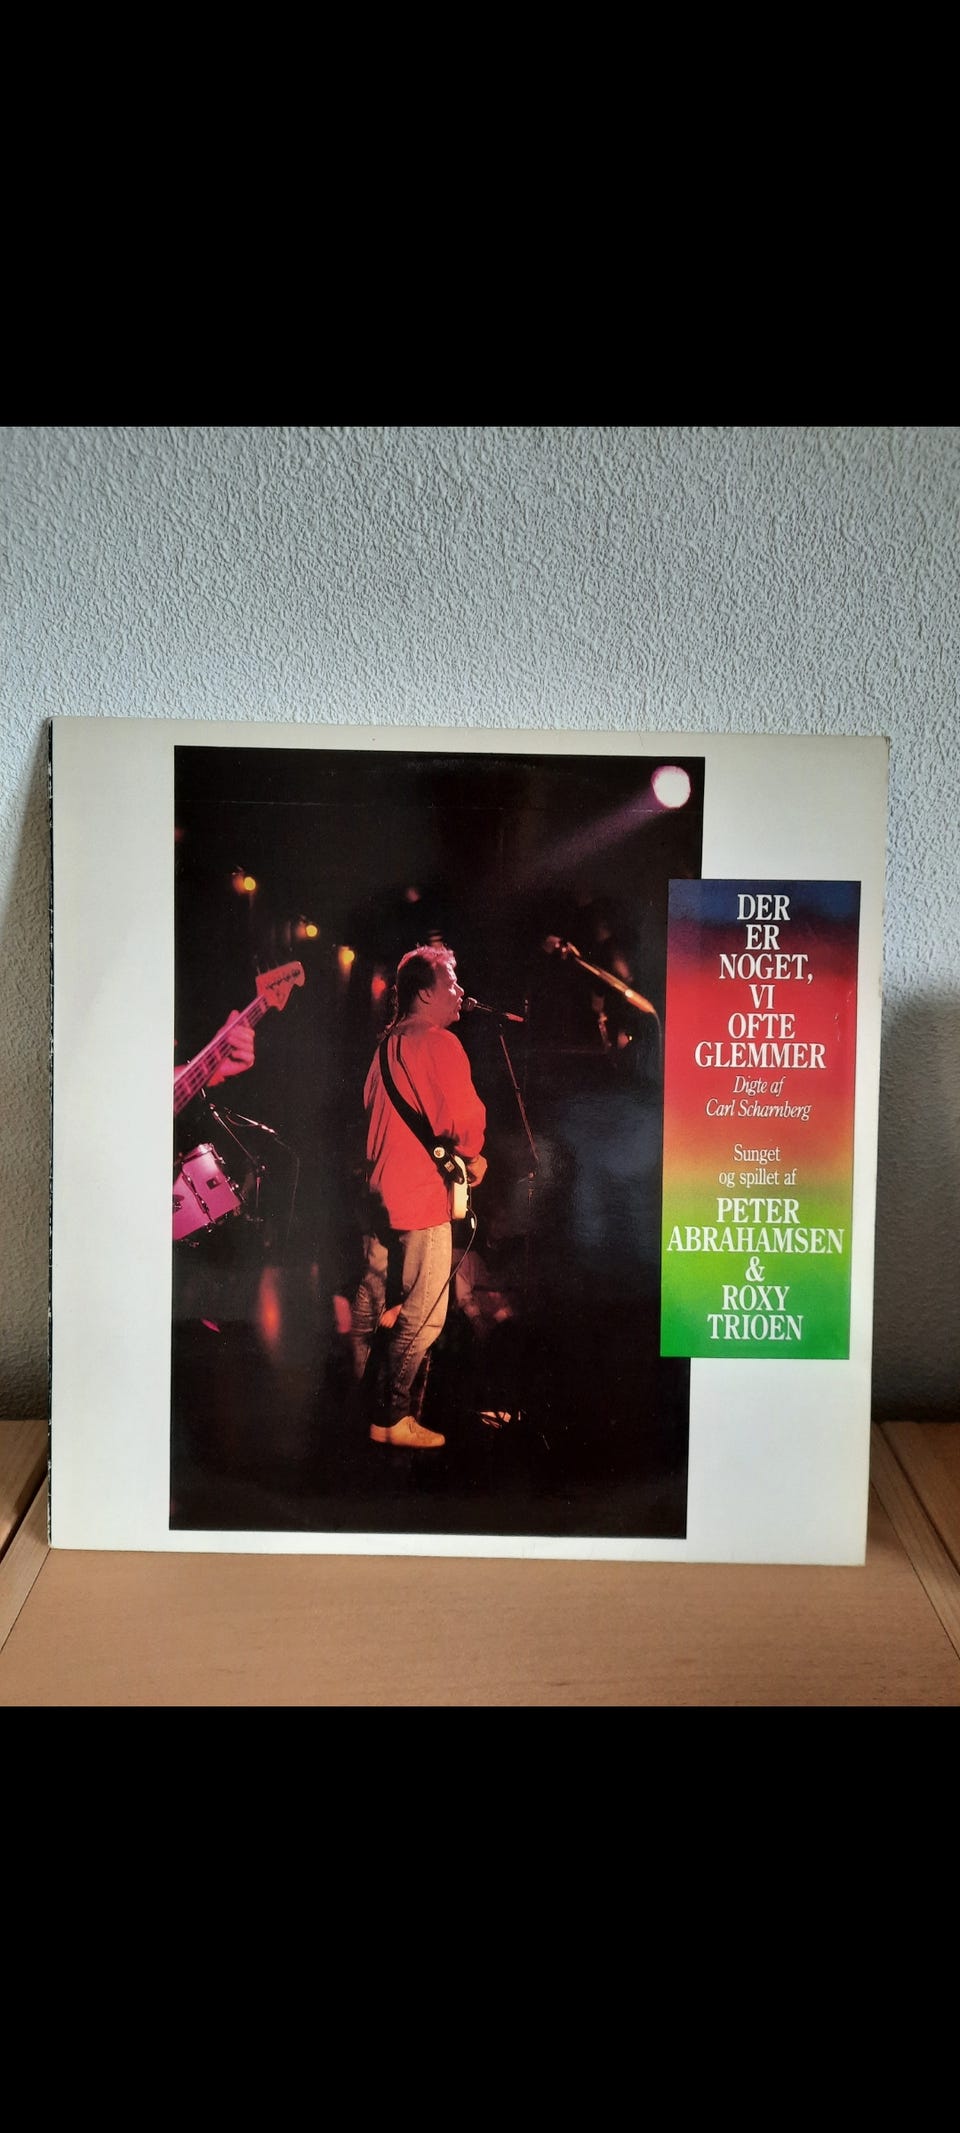 DER
ER
NOGET,
VI
OFTE
GLEMMER
Digte af
Carl Scharnberg
Sunget
og spillet af
PETER
ABRAHAMSEN
&
ROXY
TRIOEN